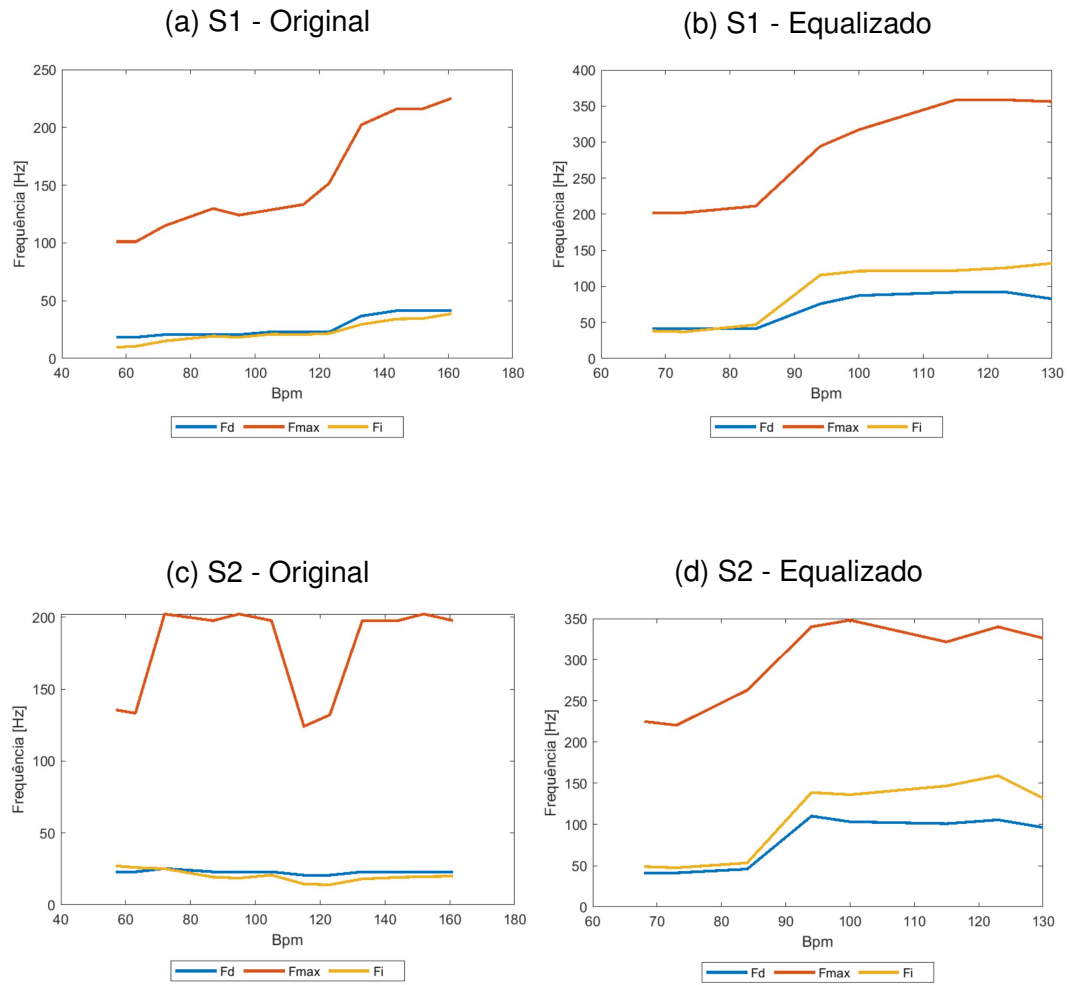 (a) S1 - Original
250
200
150
100
50
0
Frequência [Hz]
40 60 80 100 120 140 160 180
Bpm
Fd Fmax Fi
(b) S1 - Equalizado
400
350
300
250
200
150
100
50
0
Frequência [Hz]
60 70 80 90 100 110 120 130
Bpm
Fd Fmax Fi
(c) S2 - Original
200
150
100
50
0
Frequência [Hz]
40 60 80 100 120 140 160 180
Bpm
Fd Fmax Fi
(d) S2 - Equalizado
350
300
250
200
150
100
50
0
Frequência [Hz]
60 70 80 90 100 110 120 130
Bpm
Fd Fmax Fi